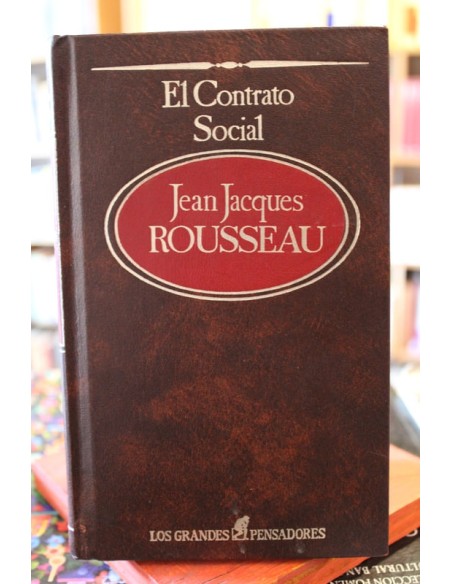 El Contrato
Social
Jean Jacques
ROUSSEAU
LOS GRANDES PENSADORES